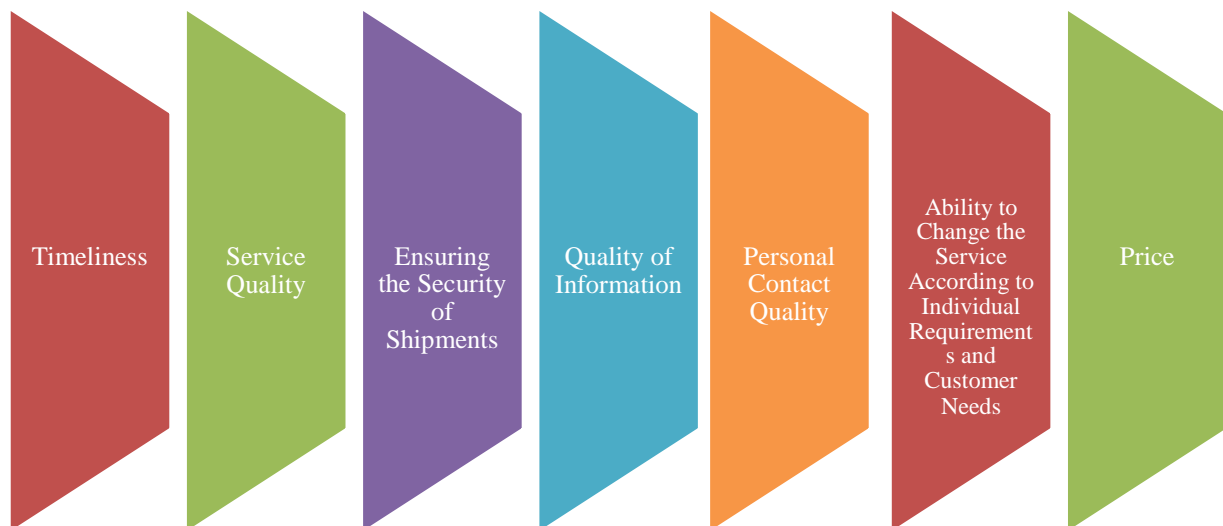 Timeliness
Service
Quality
Ensuring
the Security
of
Shipments
Quality of
Information
Personal
Contact
Quality
Ability to
Change the
Service
According to
Individual
Requirement
s and
Customer
Needs
Price